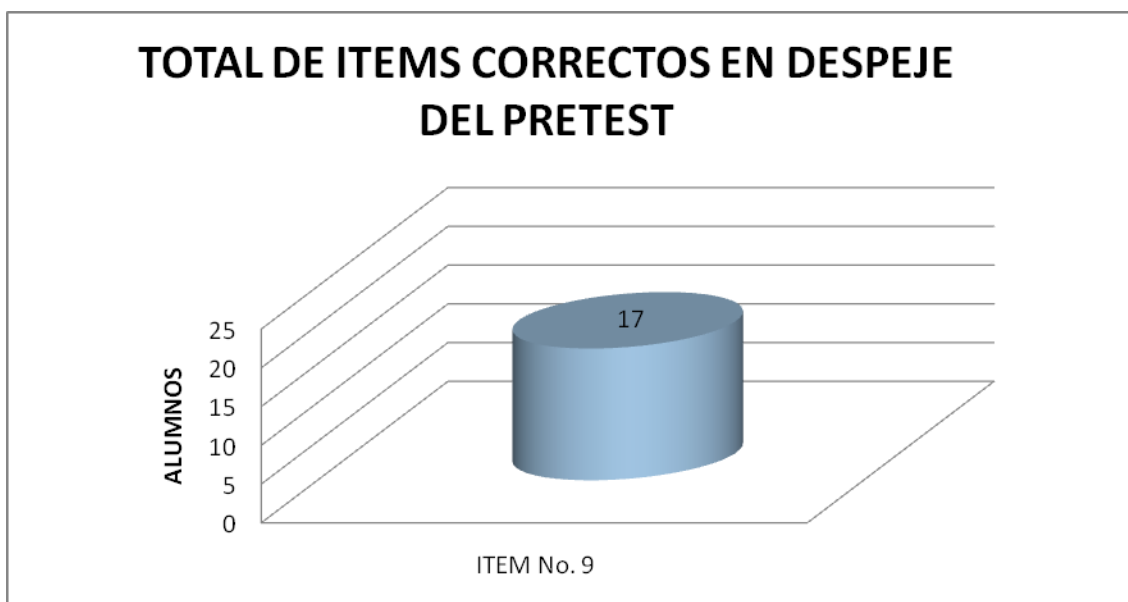 TOTAL DE ITEMS CORRECTOS EN DESPEJE
DEL PRETEST
17
25
20
15
10
5
0
ALUMNOS
ITEM No. 9